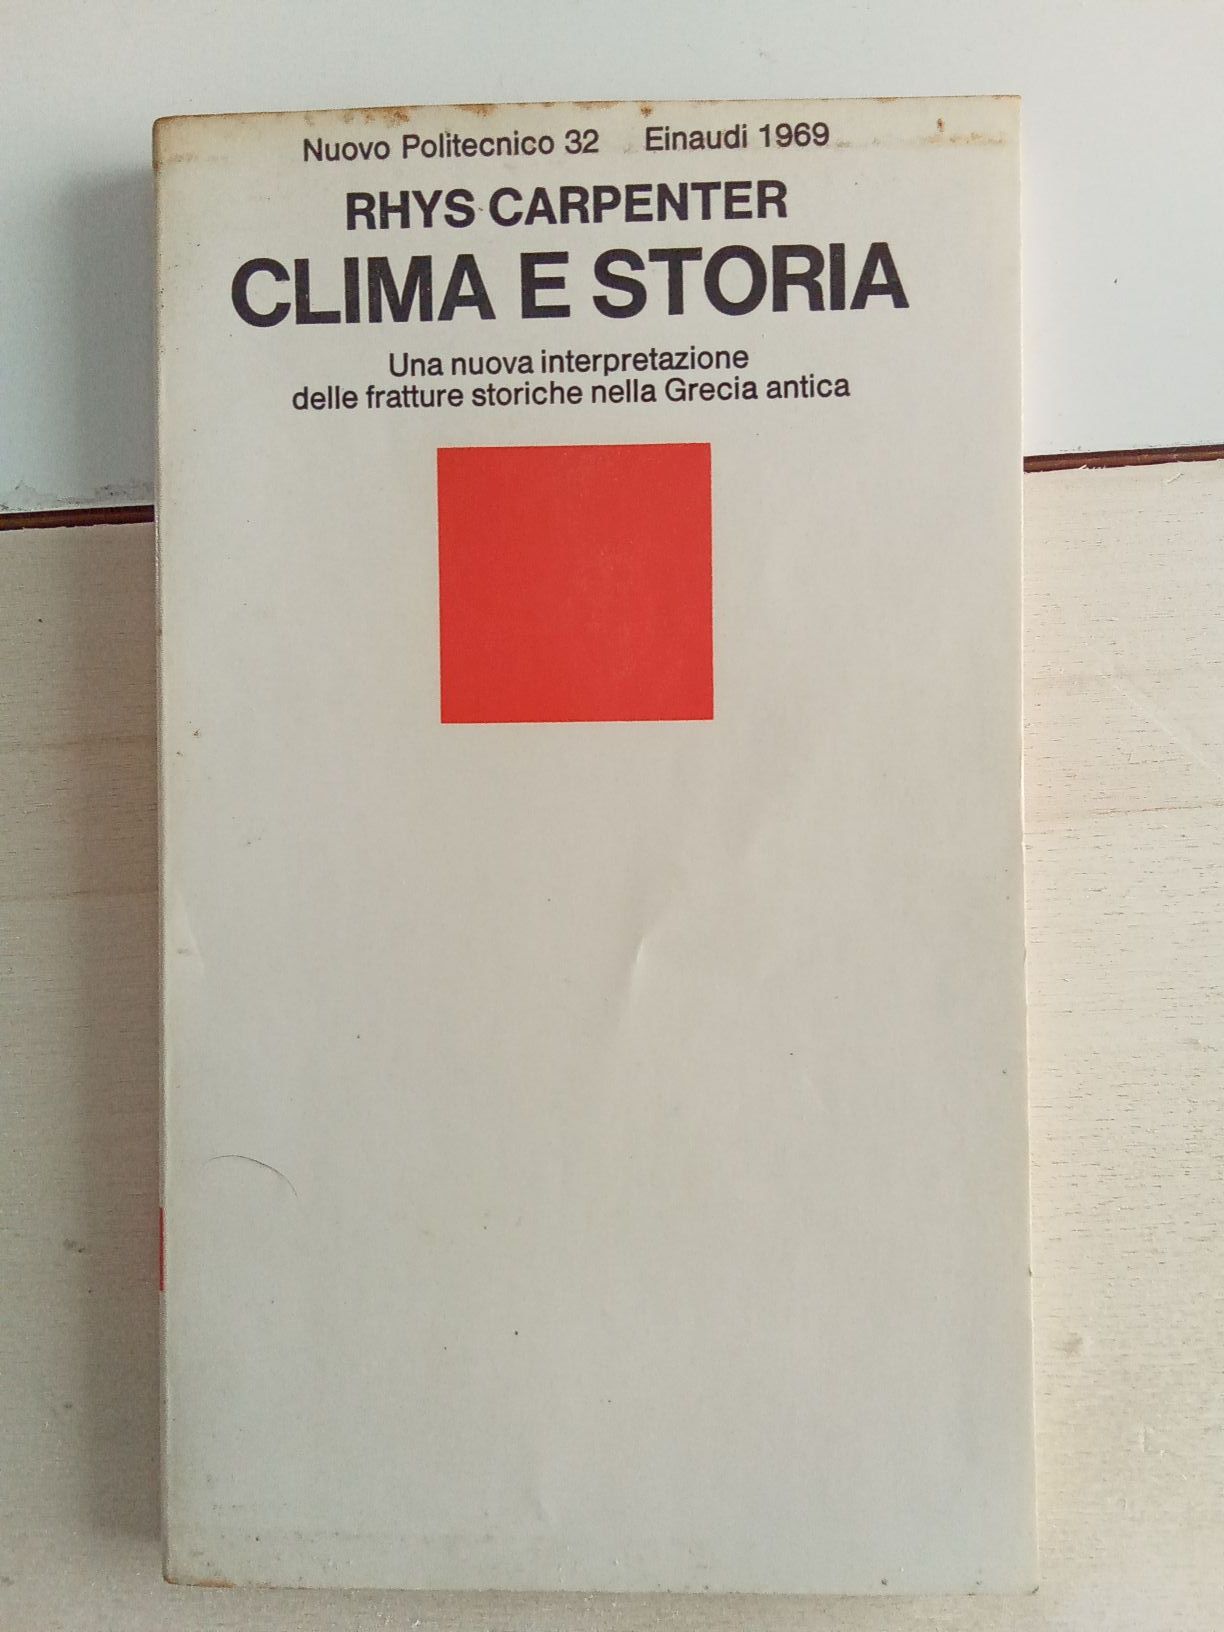 Nuovo Politecnico 32 Einaudi 1969
RHYS CARPENTER
CLIMA E STORIA
Una nuova interpretazione
delle fratture storiche nella Grecia antica